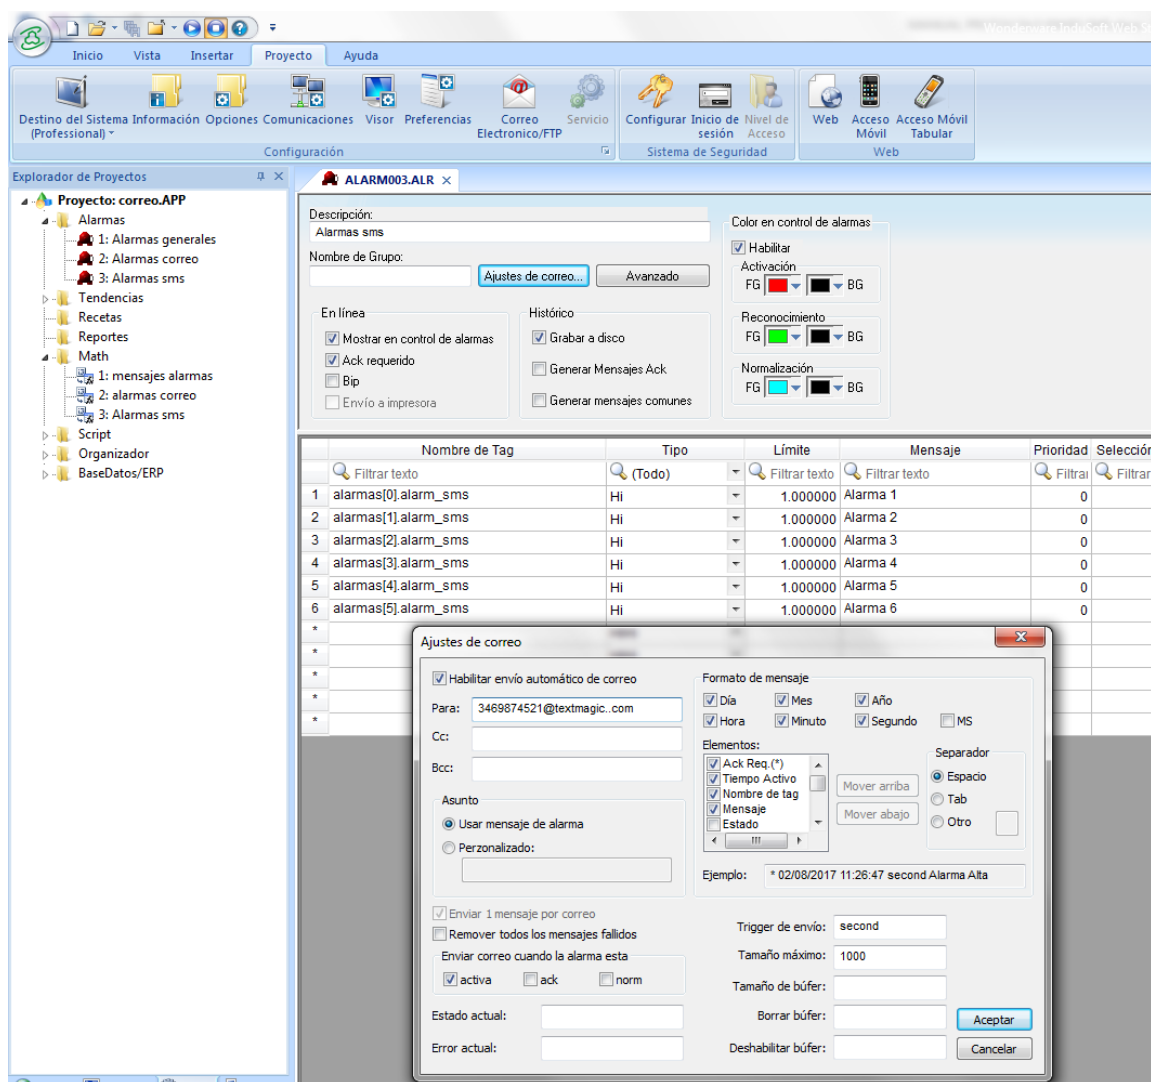 Wonderware InduSoft Web S
Inicio Vista Insertar Proyecto Ayuda
Destino del Sistema Información Opciones Comunicaciones Visor Preferencias Correo Servicio Configurar Inicio de Nivel de Web Acceso Acceso Móvil
(Professional) Electronico/FTP sesión Acceso Móvil Tabular
Configuración Sistema de Seguridad Web
Explorador de Proyectos
ALARM003.ALR
Proyecto: correo.APP
Alarmas
1: Alarmas generales
2: Alarmas correo
3: Alarmas sms
Tendencias
Recetas
Reportes
Math
1: mensajes alarmas
2: alarmas correo
3: Alarmas sms
Script
Organizador
BaseDatos/ERP
Descripción:
Alarmas sms
Nombre de Grupo:
Ajustes de correo... Avanzado
En línea
Mostrar en control de alarmas
Ack requerido
Bip
Envío a impresora
Histórico
Grabar a disco
Generar Mensajes Ack
Generar mensajes comunes
Color en control de alarmas
Habilitar
Activación
FG BG
Reconocimiento
FG BG
Normalización
FG BG
Nombre de Tag Tipo Límite Mensaje Prioridad Selección
Filtrar texto (Todo) Filtrar texto Filtrar texto Filtrar Filtrar
1 alarmas[0].alarm_sms Hi 1.000000 Alarma 1 0
2 alarmas[1].alarm_sms Hi 1.000000 Alarma 2 0
3 alarmas[2].alarm_sms Hi 1.000000 Alarma 3 0
4 alarmas[3].alarm_sms Hi 1.000000 Alarma 4 0
5 alarmas[4].alarm_sms Hi 1.000000 Alarma 5 0
6 alarmas[5].alarm_sms Hi 1.000000 Alarma 6 0
*
*
*
*
*
Ajustes de correo
Habilitar envío automático de correo
Para: 3469874521@textmagic..com
Cc:
Bcc:
Asunto
Usar mensaje de alarma
Perzonalizado:
Enviar 1 mensaje por correo
Remover todos los mensajes fallidos
Enviar correo cuando la alarma esta
activa ack norm
Estado actual:
Error actual:
Formato de mensaje
Día Mes Año
Hora Minuto Segundo MS
Elementos:
Ack Req.(*)
Tiempo Activo
Nombre de tag
Mensaje
Estado
Mover arriba
Mover abajo
Separador
Espacio
Tab
Otro
Ejemplo: * 02/08/2017 11:26:47 second Alarma Alta
Trigger de envío: second
Tamaño máximo: 1000
Tamaño de búfer:
Borrar búfer:
Deshabilitar búfer:
Aceptar
Cancelar